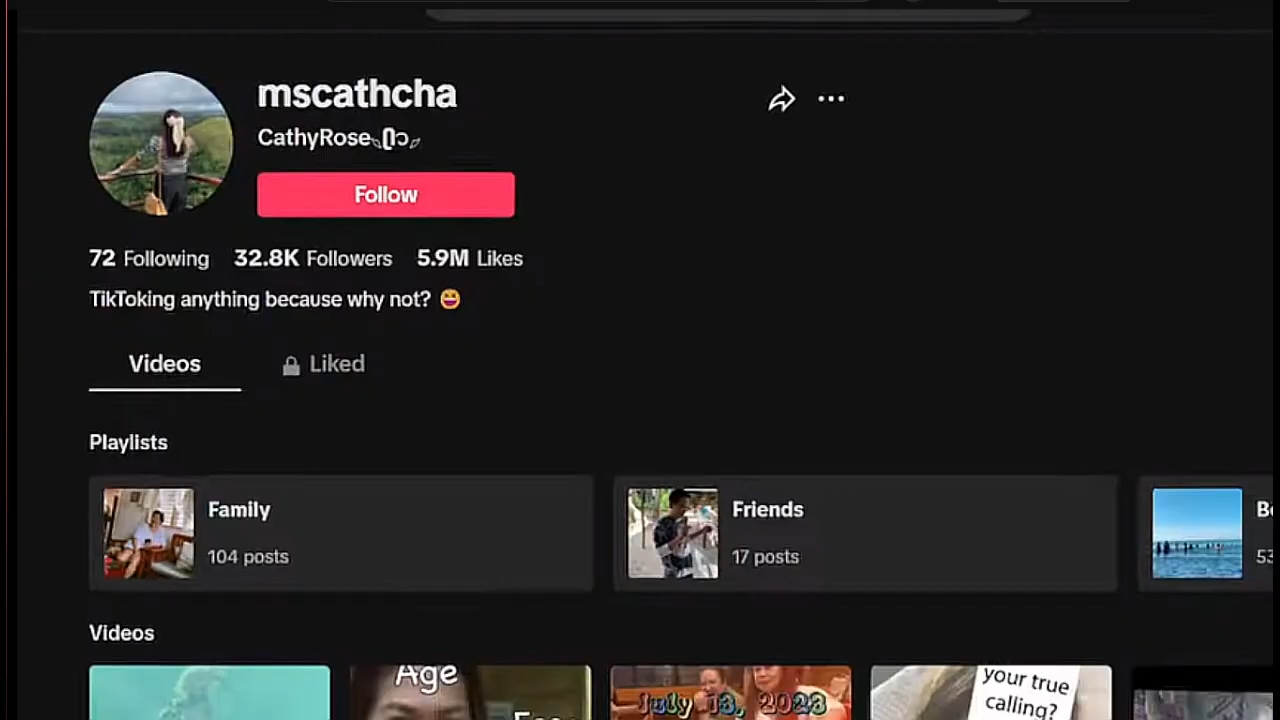 mscathcha
CathyRose
Follow
72 Following 32.8K Followers 5.9M Likes
TikToking anything because why not? 😆
Videos Liked
Playlists
Family
104 posts
Friends
17 posts
Videos
Age
July 13, 2023
your true
calling?